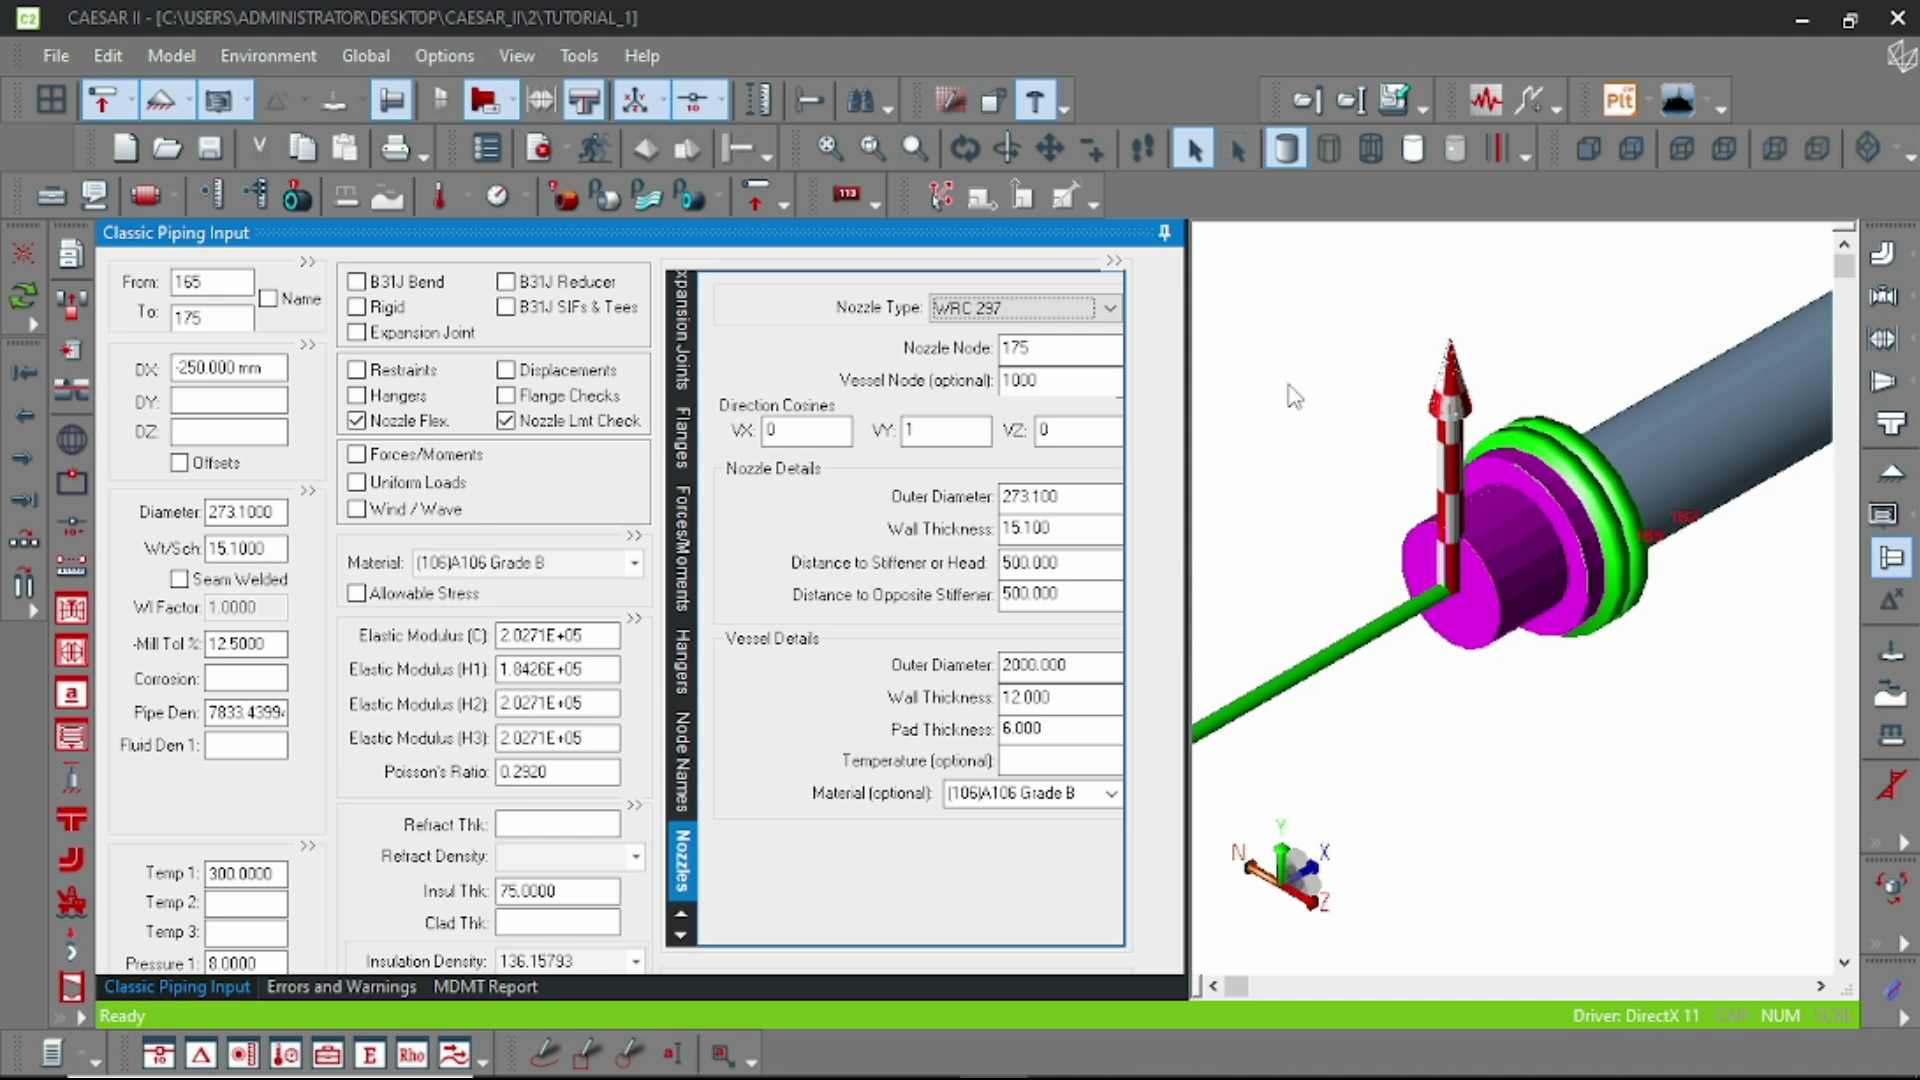 CAESAR II - [C:\USERS\ADMINISTRATOR\DESKTOP\CAESAR_II\2\TUTORIAL_1]
File Edit Model Environment Global Options View Tools Help
Plt
113
Classic Piping Input
From: 165
To: 175
Name
DX: -250.000 mm
DY:
DZ:
Offsets
Diameter: 273.1000
Wt/Sch: 15.1000
Seam Welded
Wl Factor: 1.0000
-Mill Tol %: 12.5000
Corrosion:
Pipe Den: 7833.4399
Fluid Den 1:
Temp 1: 300.0000
Temp 2:
Temp 3:
Pressure 1: 8.0000
B31J Bend
B31J Reducer
Rigid
B31J SIFs & Tees
Expansion Joint
Restraints
Displacements
Hangers
Flange Checks
Nozzle Flex.
Nozzle Lmt Check
Forces/Moments
Uniform Loads
Wind / Wave
Material: (106)A106 Grade B
Allowable Stress
Elastic Modulus (C): 2.0271E+05
Elastic Modulus (H1): 1.8426E+05
Elastic Modulus (H2): 2.0271E+05
Elastic Modulus (H3): 2.0271E+05
Poisson's Ratio: 0.2920
Refract Thk:
Refract Density:
Insul Thk: 75.0000
Clad Thk:
Insulation Density: 136.15793
xpansion Joints
Flanges
Forces/Moments
Hangers
Node Names
Nozzles
Nozzle Type: WRC 297
Nozzle Node: 175
Vessel Node (optional): 1000
Direction Cosines
VX: 0 VY: 1 VZ: 0
Nozzle Details
Outer Diameter: 273.100
Wall Thickness: 15.100
Distance to Stiffener or Head: 500.000
Distance to Opposite Stiffener: 500.000
Vessel Details
Outer Diameter: 2000.000
Wall Thickness: 12.000
Pad Thickness: 6.000
Temperature (optional):
Material (optional): (106)A106 Grade B
Y
N
X
Z
Classic Piping Input Errors and Warnings MDMT Report
Ready
Driver: DirectX 11 CAP NUM SCRL
E
Rho